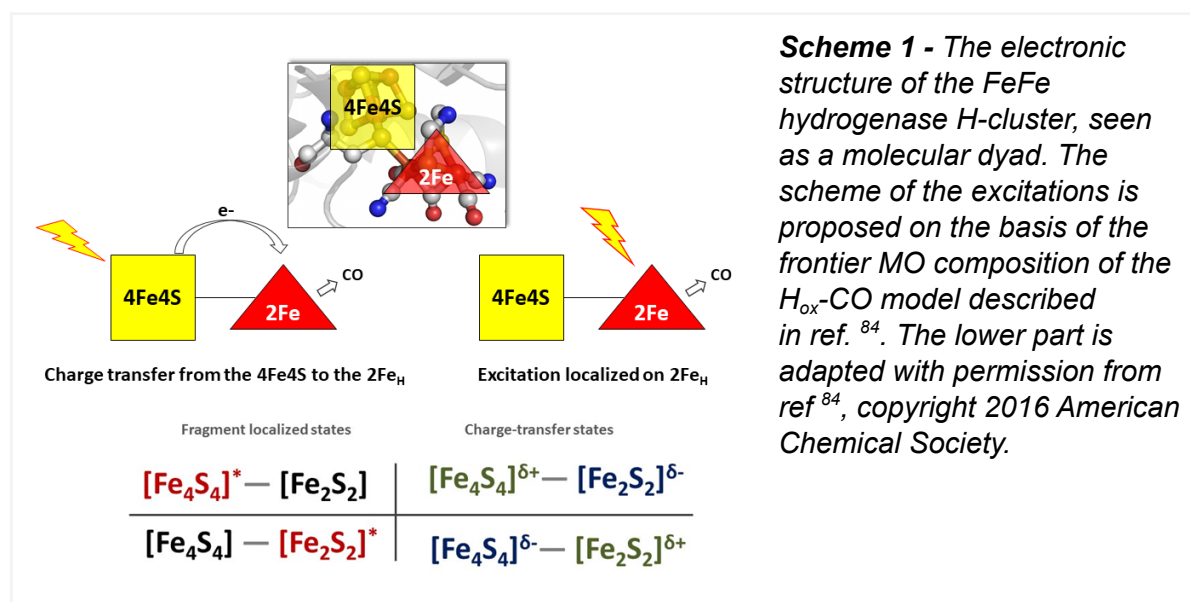 4Fe4S
2Fe
e-
4Fe4S
2Fe
CO
4Fe4S
2Fe
CO
Charge transfer from the 4Fe4S to the 2Fe_H
Excitation localized on 2Fe_H
Fragment localized states
Charge-transfer states
[Fe₄S₄]^* — [Fe₂S₂]
[Fe₄S₄]^δ+ — [Fe₂S₂]^δ-
[Fe₄S₄] — [Fe₂S₂]^*
[Fe₄S₄]^δ- — [Fe₂S₂]^δ+
Scheme 1 - The electronic
structure of the FeFe
hydrogenase H-cluster, seen
as a molecular dyad. The
scheme of the excitations is
proposed on the basis of the
frontier MO composition of the
H_ox-CO model described
in ref. ⁸⁴. The lower part is
adapted with permission from
ref ⁸⁴, copyright 2016 American
Chemical Society.